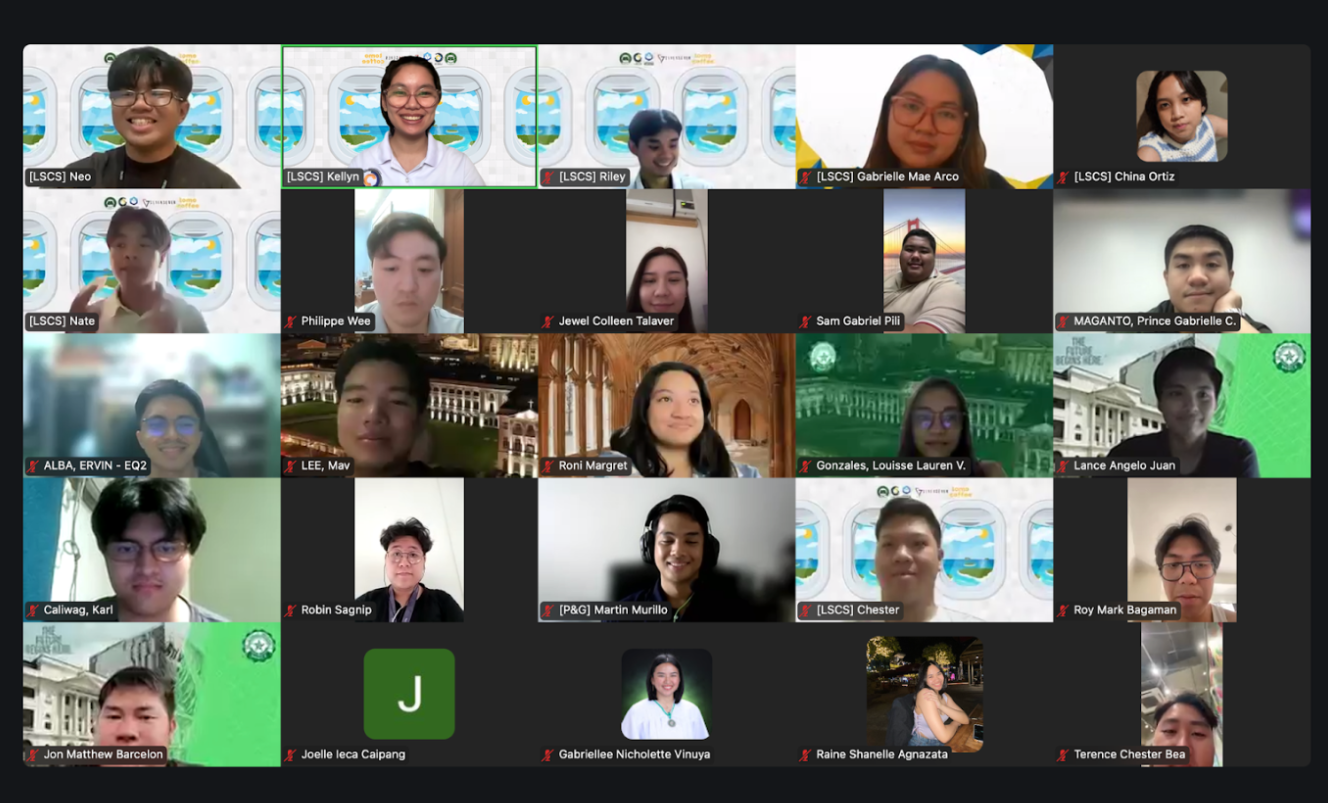 [LSCS] Neo
[LSCS] Kellyn
[LSCS] Riley
[LSCS] Gabrielle Mae Arco
[LSCS] China Ortiz
[LSCS] Nate
Philippe Wee
Jewel Colleen Talaver
Sam Gabriel Pili
MAGANTO, Prince Gabrielle C.
ALBA, ERVIN - EQ2
LEE, Mav
Roni Margret
Gonzales, Louisse Lauren V.
THE
FUTURE
BEGINS HERE.
Lance Angelo Juan
Caliwag, Karl
Robin Sagnip
[P&G] Martin Murillo
[LSCS] Chester
Roy Mark Bagaman
THE
FUTURE
BEGINS HERE.
Jon Matthew Barcelon
J
Joelle Ieca Caipang
Gabriellee Nicholette Vinuya
Raine Shanelle Agnazata
Terence Chester Bea